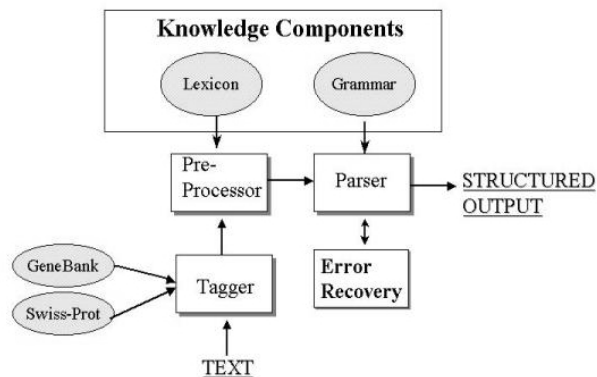 Knowledge Components
Lexicon
Grammar
Pre-
Processor
Parser
STRUCTURED
OUTPUT
GeneBank
Swiss-Prot
Tagger
Error
Recovery
TEXT